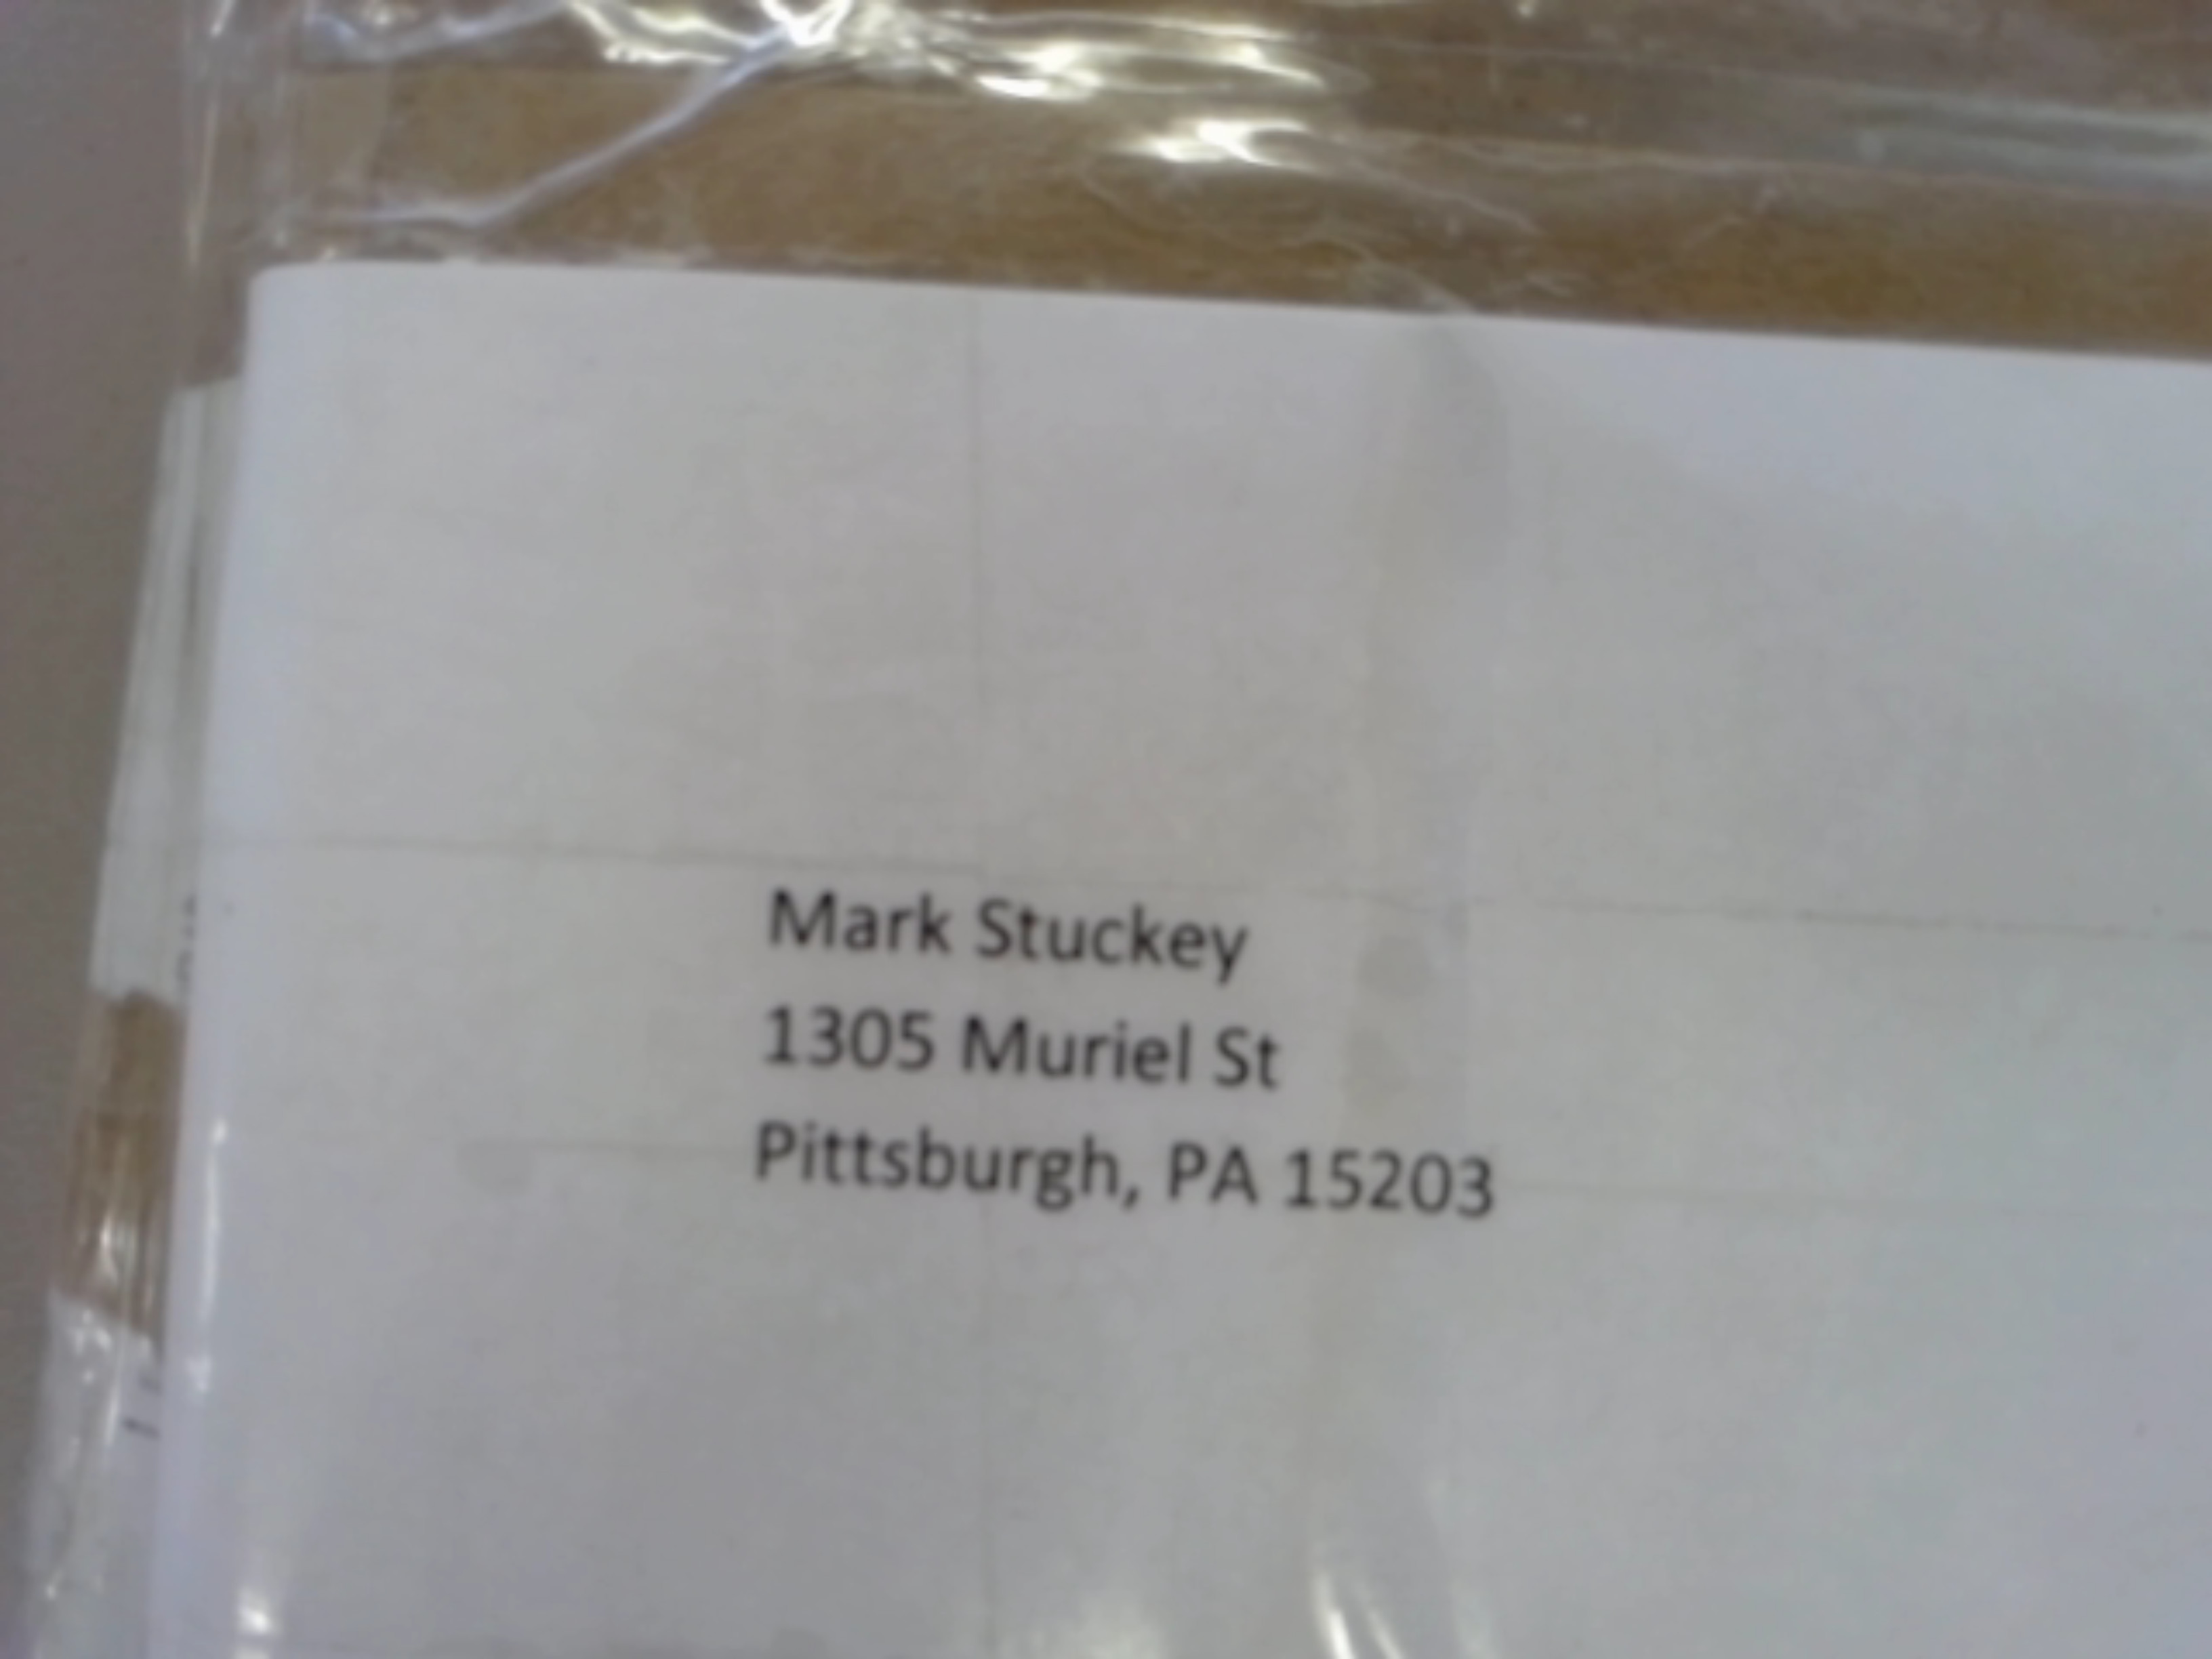 Mark Stuckey
1305 Muriel St
Pittsburgh, PA 15203